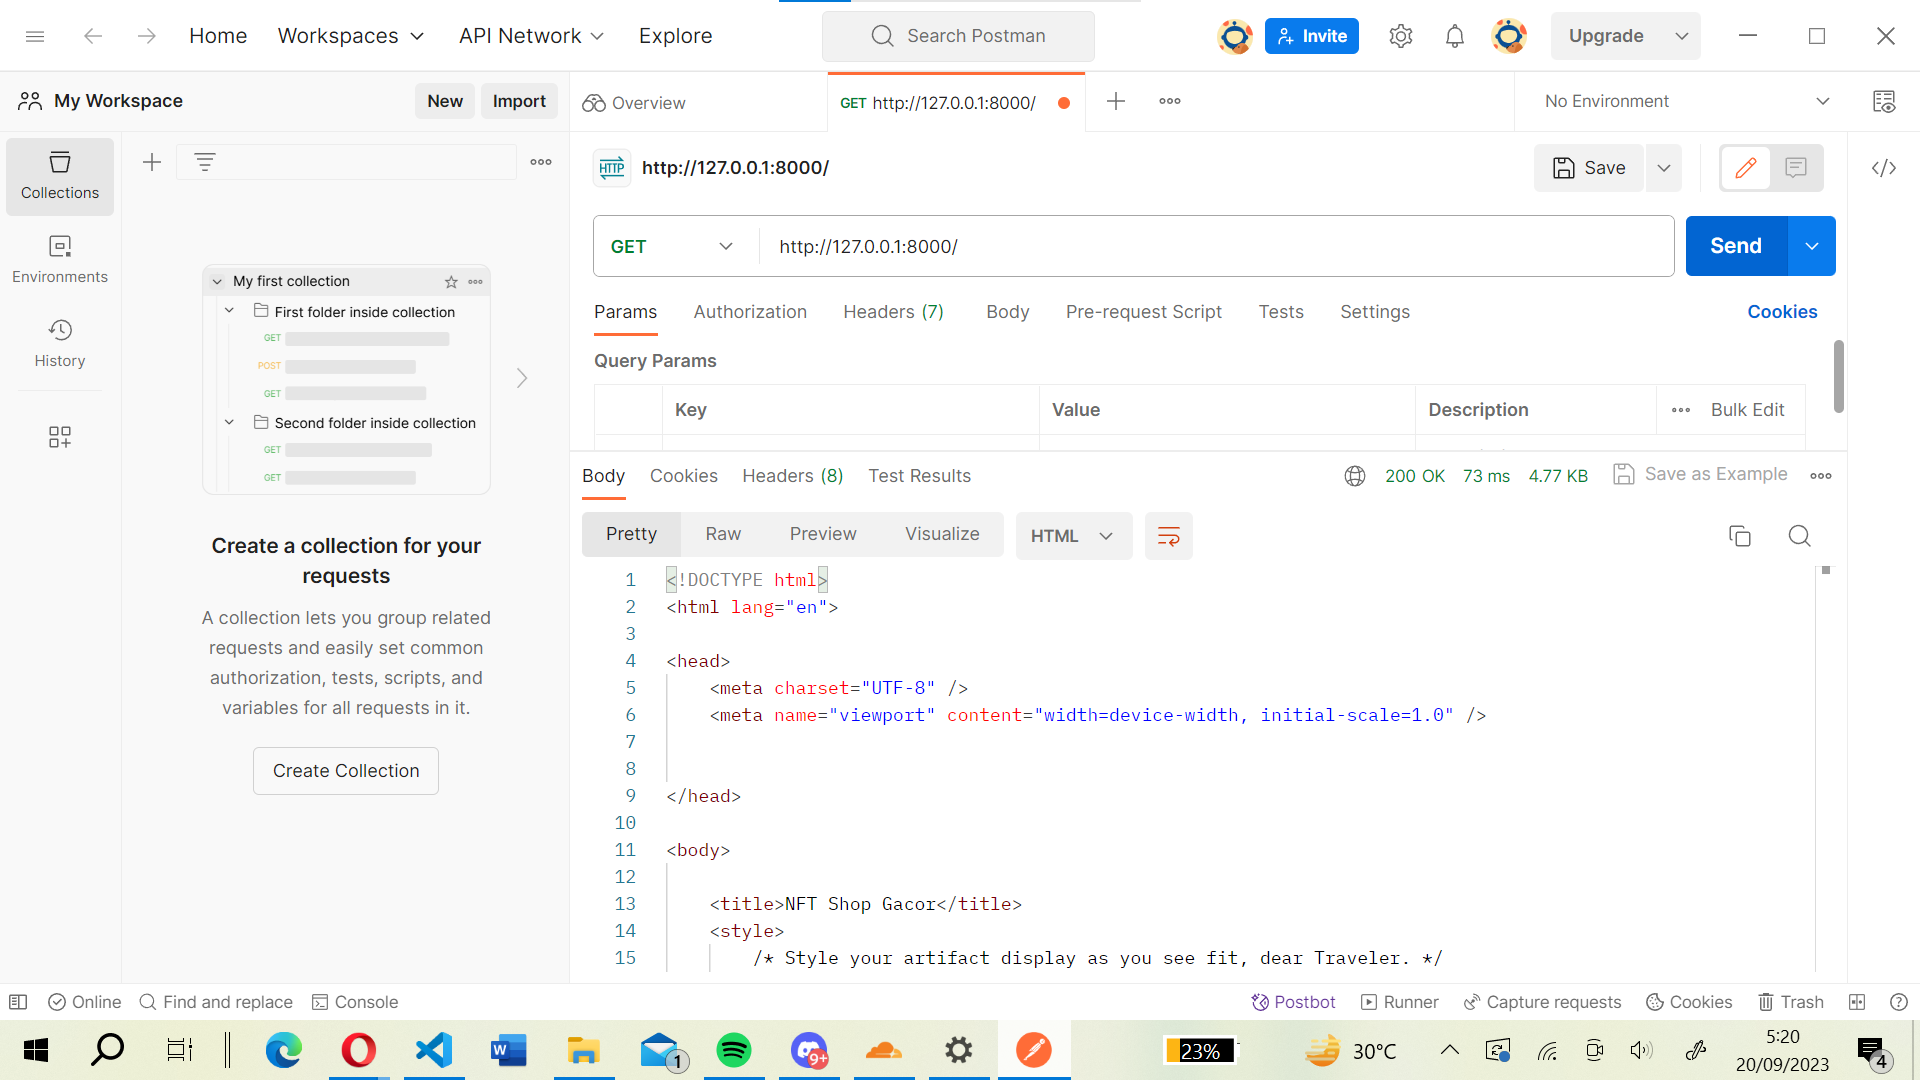 Home
Workspaces
API Network
Explore
Search Postman
Invite
Upgrade
My Workspace
New
Import
Overview
GET http://127.0.0.1:8000/
No Environment
Collections
Environments
History
HTTP
http://127.0.0.1:8000/
Save
My first collection
First folder inside collection
GET
POST
GET
Second folder inside collection
GET
GET
Create a collection for your
requests
A collection lets you group related
requests and easily set common
authorization, tests, scripts, and
variables for all requests in it.
Create Collection
GET
http://127.0.0.1:8000/
Send
Params
Authorization
Headers (7)
Body
Pre-request Script
Tests
Settings
Cookies
Query Params
Key
Value
Description
Bulk Edit
Body
Cookies
Headers (8)
Test Results
200 OK
73 ms
4.77 KB
Save as Example
Pretty
Raw
Preview
Visualize
HTML
1 <!DOCTYPE html>
2 <html lang="en">
3
4 <head>
5 <meta charset="UTF-8" />
6 <meta name="viewport" content="width=device-width, initial-scale=1.0" />
7
8
9 </head>
10
11 <body>
12
13 <title>NFT Shop Gacor</title>
14 <style>
15 /* Style your artifact display as you see fit, dear Traveler. */
Online
Find and replace
Console
Postbot
Runner
Capture requests
Cookies
Trash
1
9+
23%
30°C
5:20
20/09/2023
4